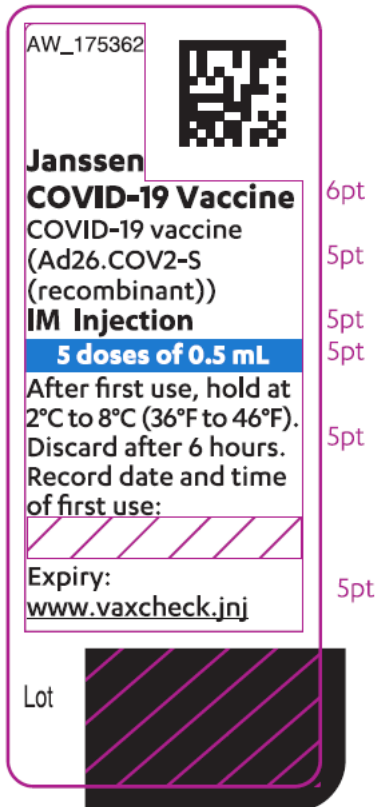 AW_175362
Janssen
COVID-19 Vaccine 6pt
COVID-19 vaccine
(Ad26.COV2-S 5pt
(recombinant))
IM Injection 5pt
5 doses of 0.5 mL 5pt
After first use, hold at
2°C to 8°C (36°F to 46°F).
Discard after 6 hours. 5pt
Record date and time
of first use:
Expiry: 5pt
www.vaxcheck.jnj
Lot